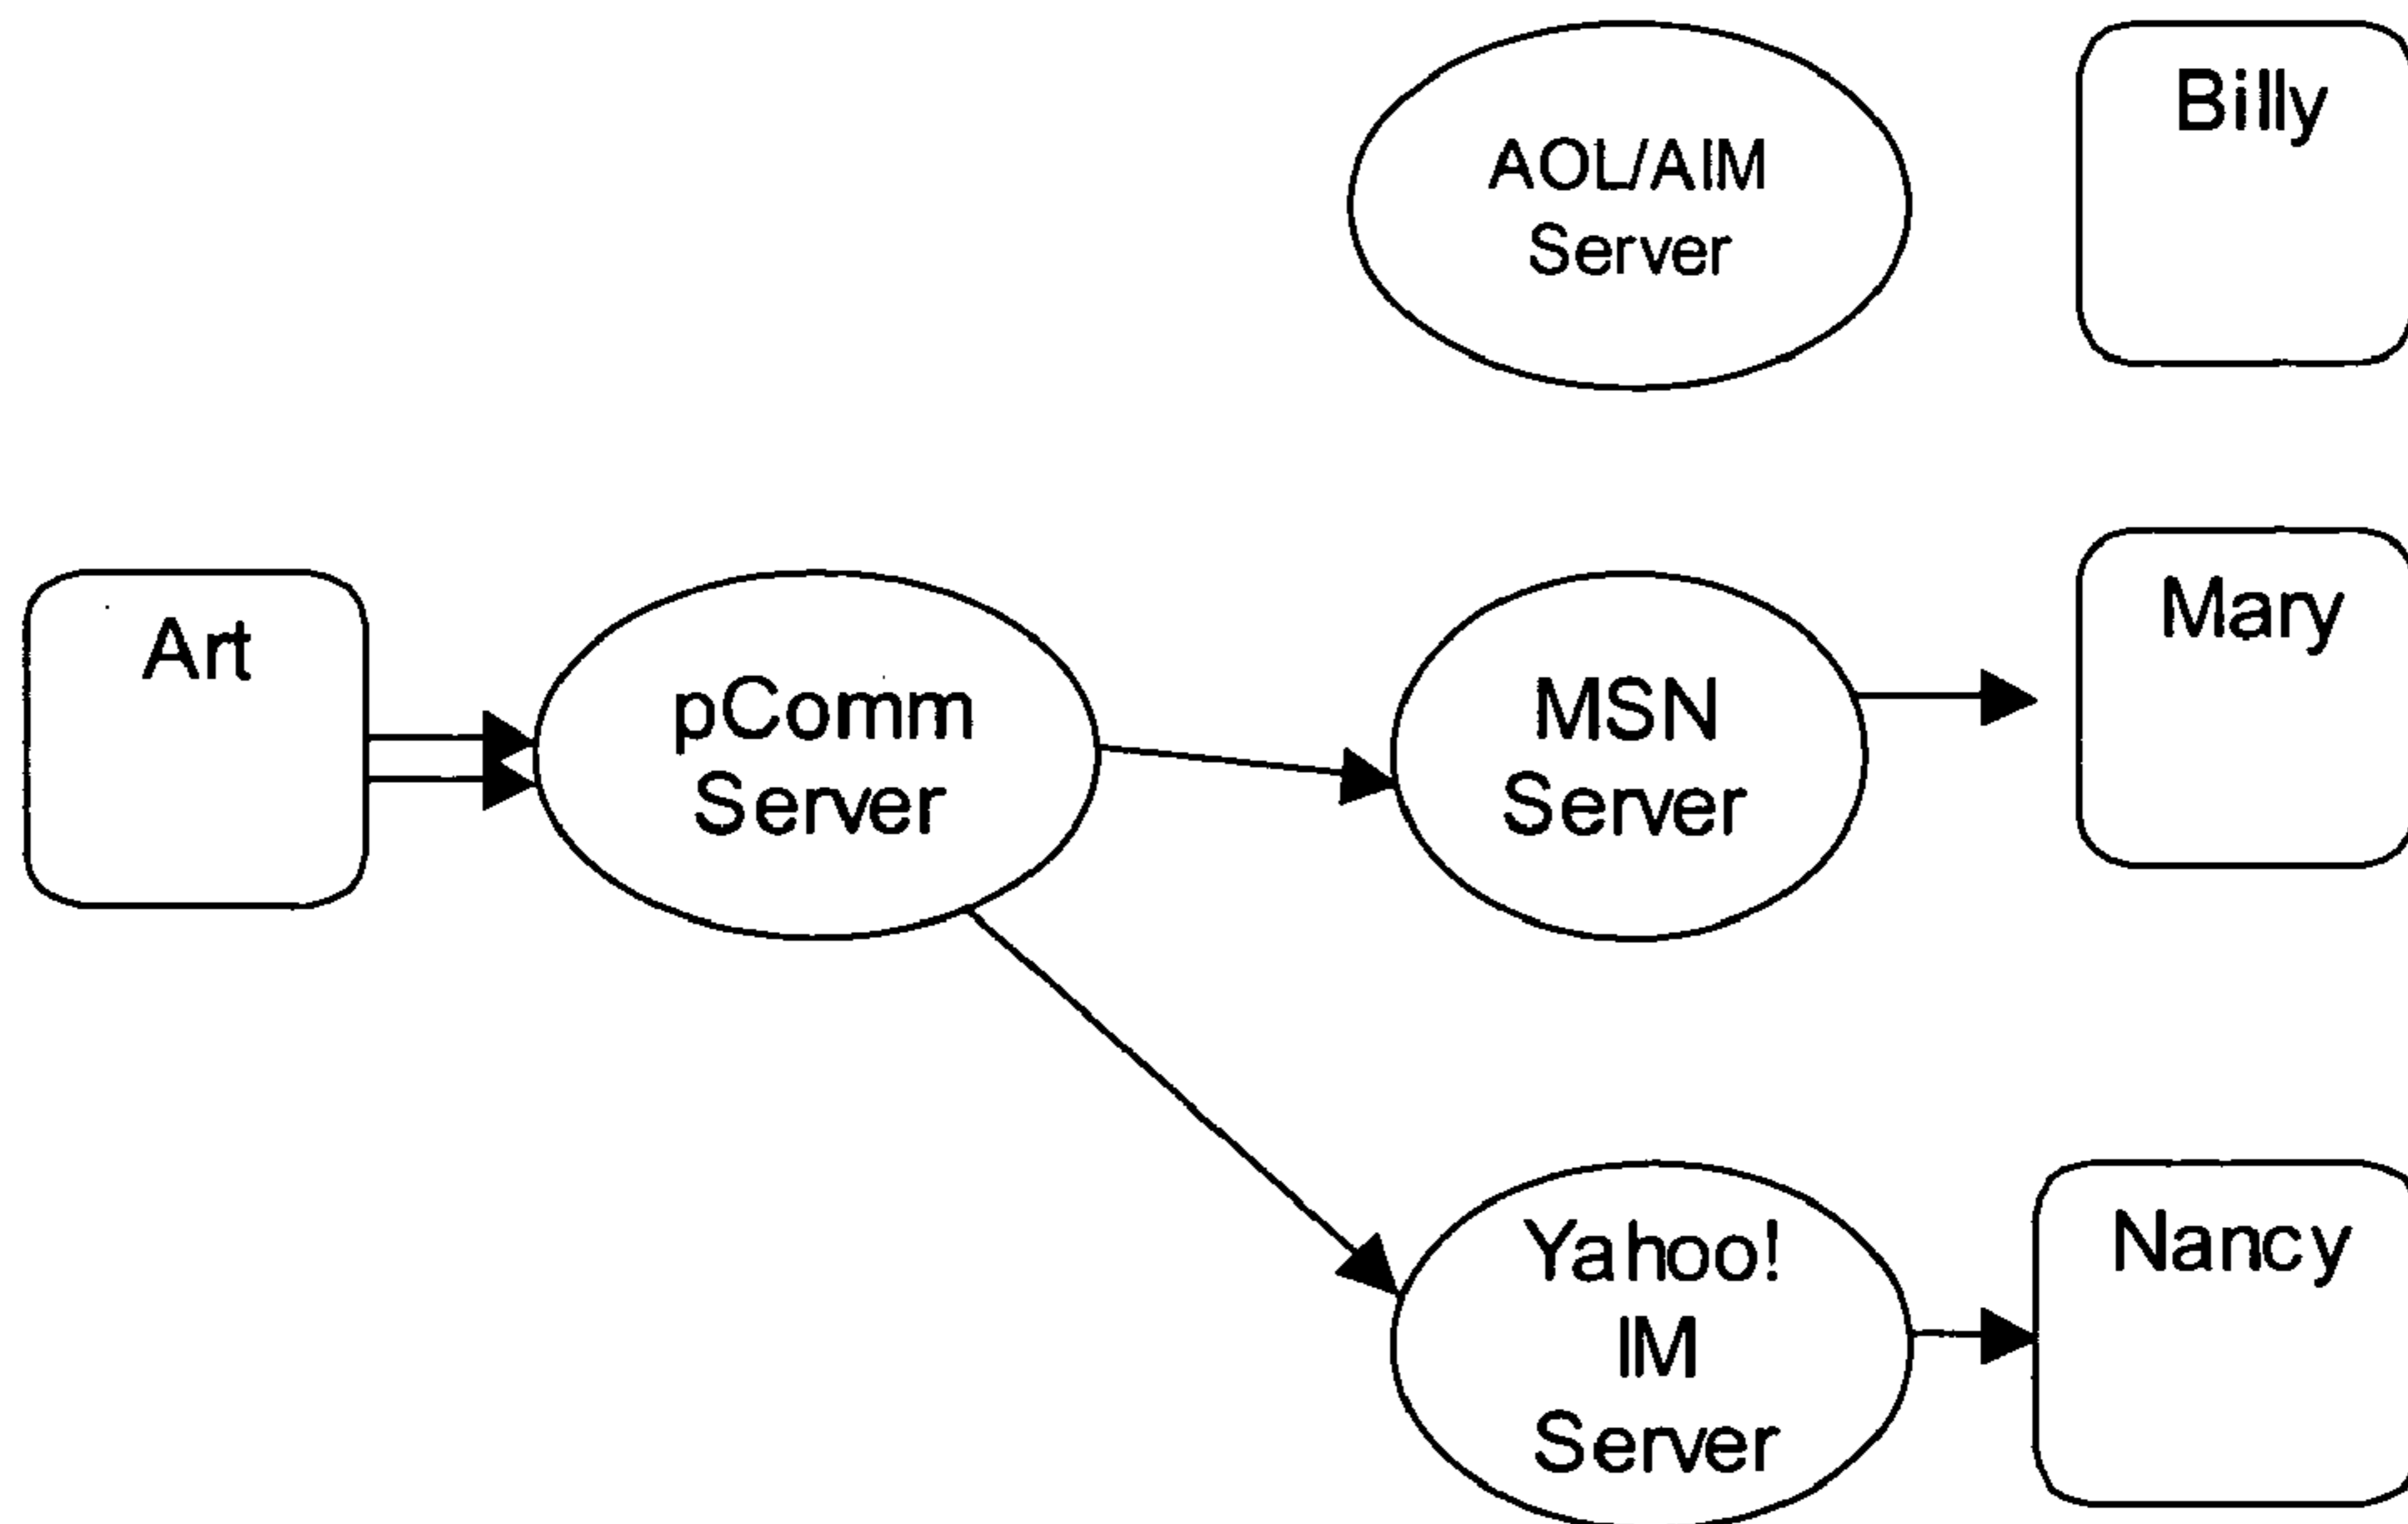 AOL/AIM
Server
Billy
Art
pComm
Server
MSN
Server
Mary
Yahoo!
IM
Server
Nancy